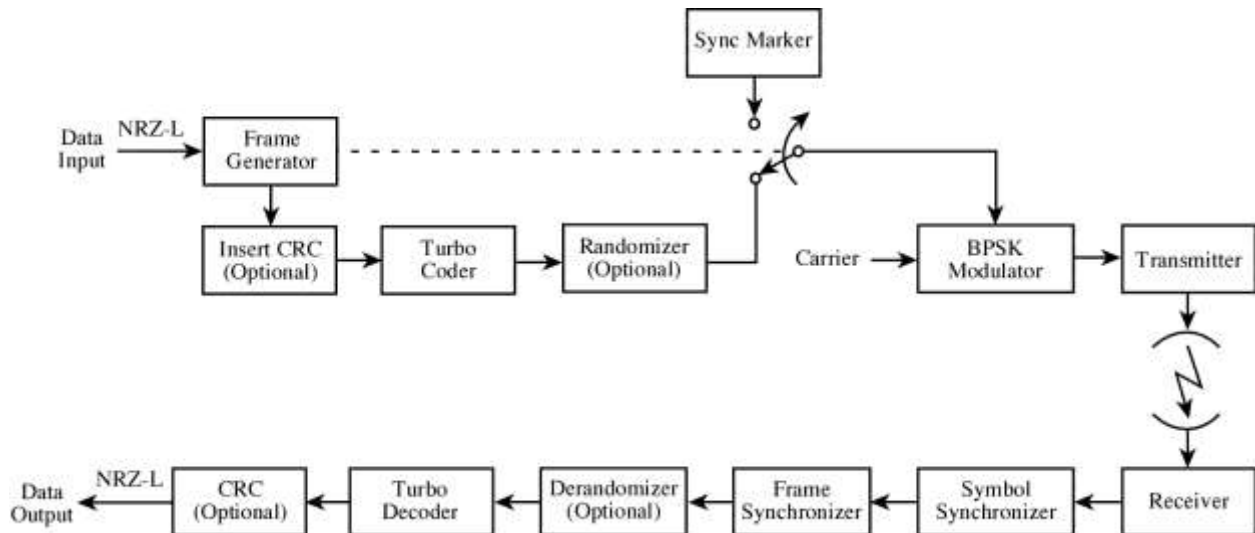 Sync Marker
Data
Input
NRZ-L
Frame
Generator
Insert CRC
(Optional)
Turbo
Coder
Randomizer
(Optional)
Carrier
BPSK
Modulator
Transmitter
Data
Output
NRZ-L
CRC
(Optional)
Turbo
Decoder
Derandomizer
(Optional)
Frame
Synchronizer
Symbol
Synchronizer
Receiver